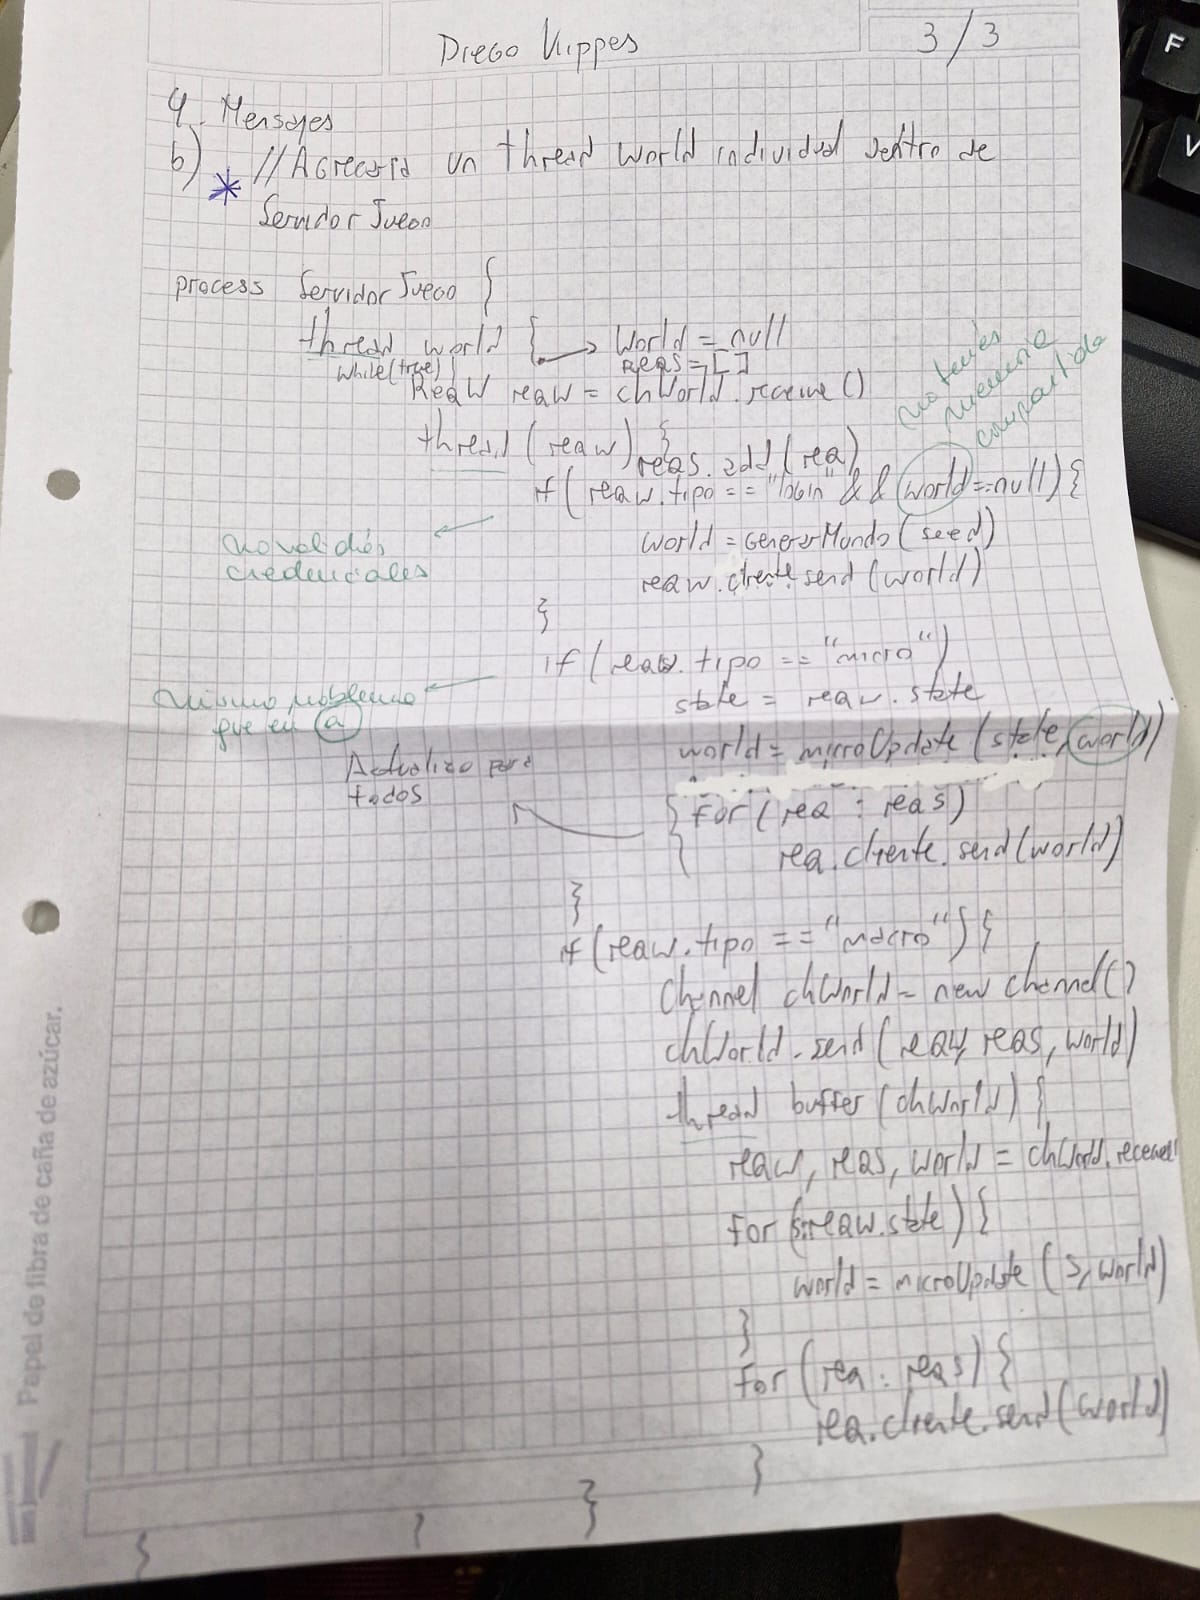 Diego Kippes
3/3
4. Mensajes
b) * // Agregaría un thread world individual dentro de
Servidor Juego
process Servidor Juego {
thread world { → World = null
while(true) reqs = []
ReqW reqw = chWorld.receive()
thread (reqw) {
reqs.add(req)
if (reqw.tipo == "login" && world == null) {
no tenés
memoria
compartida
no validás
credenciales
world = generarMundo(seed)
reqw.cliente.send(world)
}
if (reqw.tipo == "micro")
state = reqw.state
mismo problema
que en a
world = microUpdate (state, world)
Actualizo para
todos
{ for (req : reqs)
req.cliente.send(world)
}
if (reqw.tipo == "macro") {
Channel chWorld = new channel()
chWorld.send(reqw, reqs, world)
thread buffer (chWorld) {
reqw, reqs, world = chWorld.receive()
for (s:reqw.state) {
world = microUpdate (s, world)
}
for (req : reqs) {
req.cliente.send(world)
}
}
}
}
Papel de fibra de caña de azúcar.
F
V